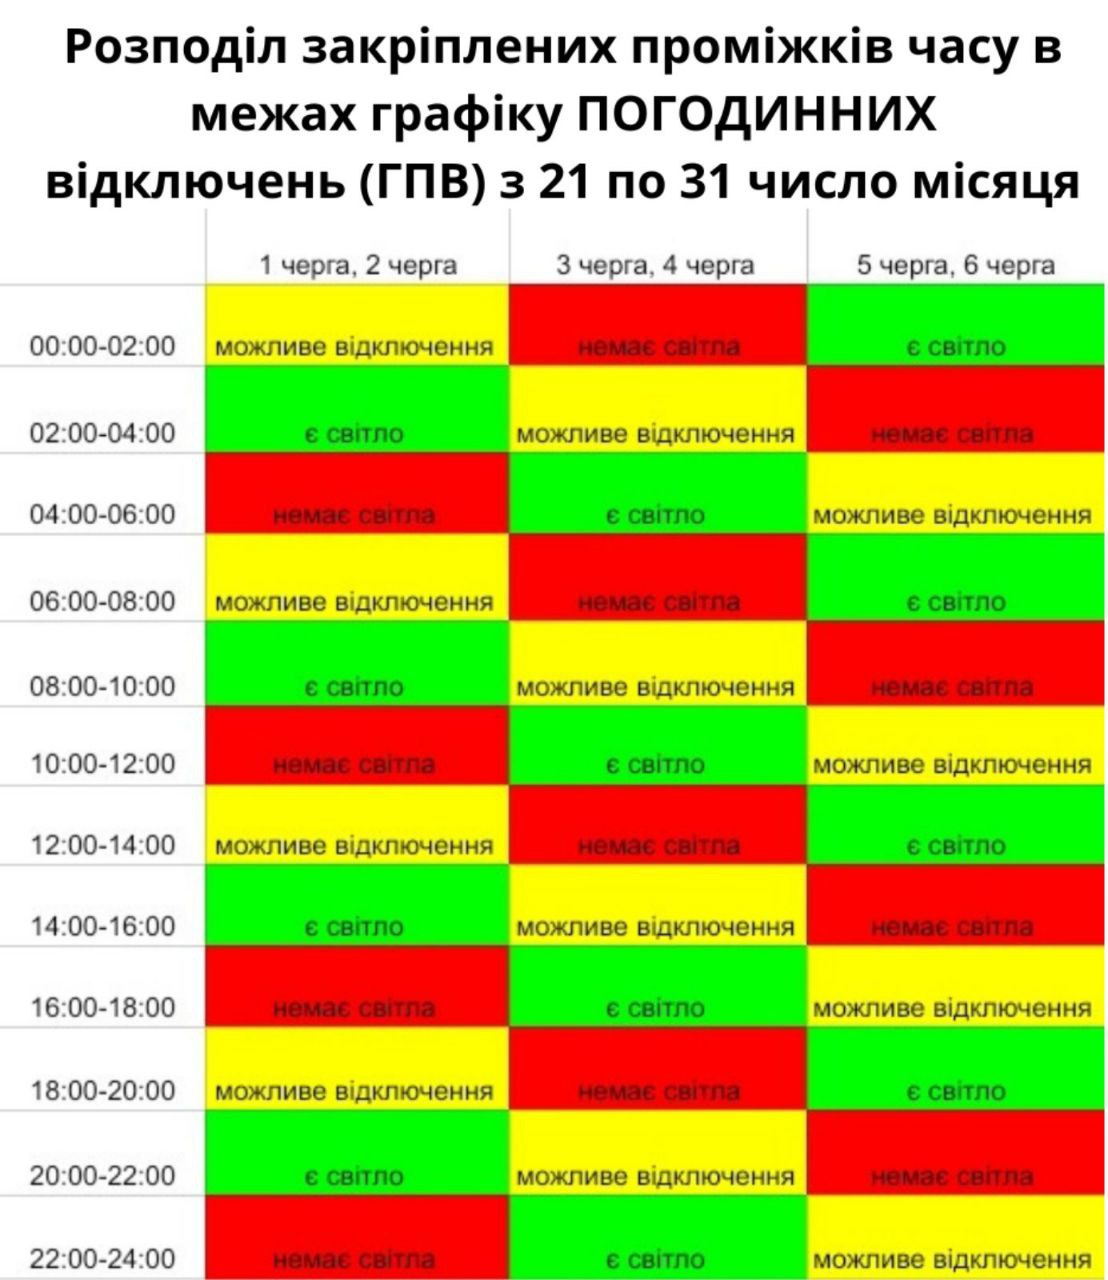 Розподіл закріплених проміжків часу в
межах графіку ПОГОДИННИХ
відключень (ГПВ) з 21 по 31 число місяця
1 черга, 2 черга 3 черга, 4 черга 5 черга, 6 черга
00:00-02:00 можливе відключення немає світла є світло
02:00-04:00 є світло можливе відключення немає світла
04:00-06:00 немає світла є світло можливе відключення
06:00-08:00 можливе відключення немає світла є світло
08:00-10:00 є світло можливе відключення немає світла
10:00-12:00 немає світла є світло можливе відключення
12:00-14:00 можливе відключення немає світла є світло
14:00-16:00 є світло можливе відключення немає світла
16:00-18:00 немає світла є світло можливе відключення
18:00-20:00 можливе відключення немає світла є світло
20:00-22:00 є світло можливе відключення немає світла
22:00-24:00 немає світла є світло можливе відключення